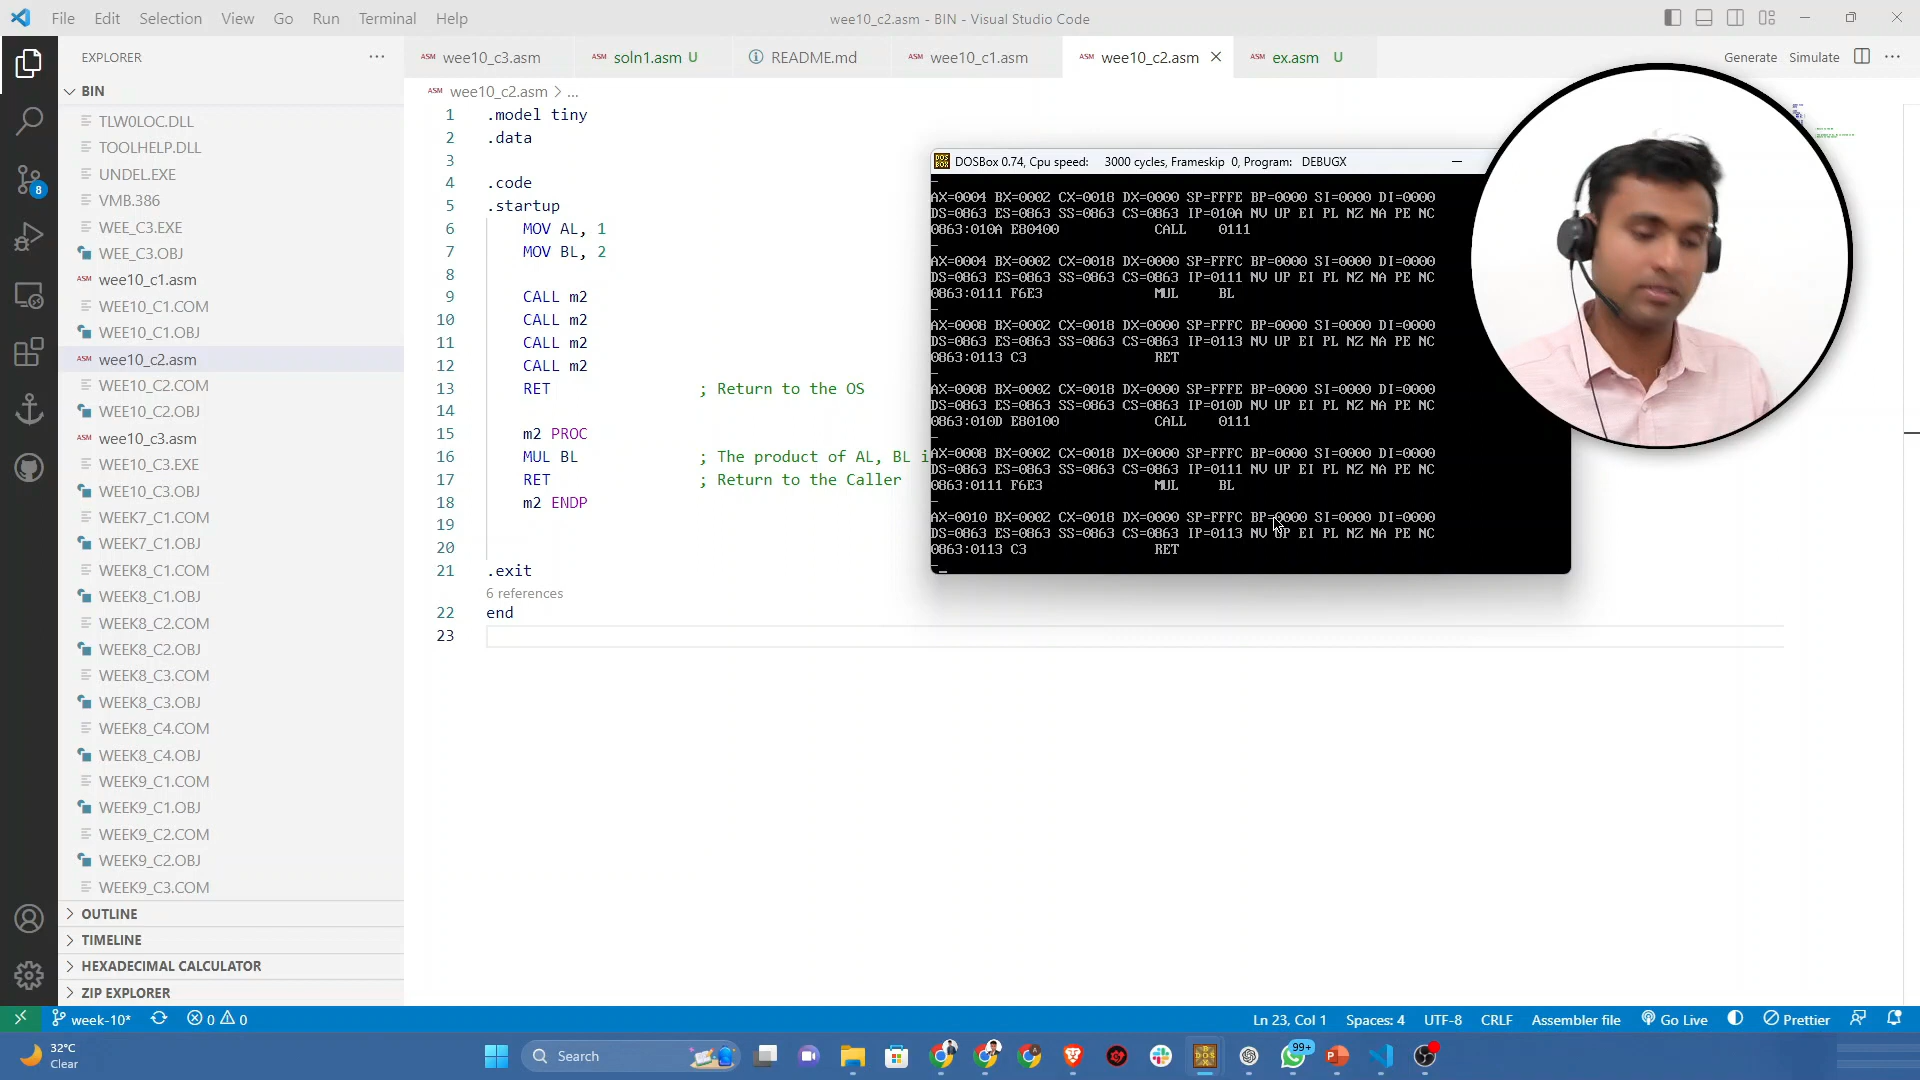 File Edit Selection View Go Run Terminal Help
wee10_c2.asm - BIN - Visual Studio Code
EXPLORER
BIN
TLW0LOC.DLL
TOOLHELP.DLL
UNDEL.EXE
VMB.386
WEE_C3.EXE
WEE_C3.OBJ
ASM wee10_c1.asm
WEE10_C1.COM
WEE10_C1.OBJ
ASM wee10_c2.asm
WEE10_C2.COM
WEE10_C2.OBJ
ASM wee10_c3.asm
WEE10_C3.EXE
WEE10_C3.OBJ
WEEK7_C1.COM
WEEK7_C1.OBJ
WEEK8_C1.COM
WEEK8_C1.OBJ
WEEK8_C2.COM
WEEK8_C2.OBJ
WEEK8_C3.COM
WEEK8_C3.OBJ
WEEK8_C4.COM
WEEK8_C4.OBJ
WEEK9_C1.COM
WEEK9_C1.OBJ
WEEK9_C2.COM
WEEK9_C2.OBJ
WEEK9_C3.COM
OUTLINE
TIMELINE
HEXADECIMAL CALCULATOR
ZIP EXPLORER
8
ASM wee10_c3.asm ASM soln1.asm U README.md ASM wee10_c1.asm ASM wee10_c2.asm ASM ex.asm U
Generate Simulate
ASM wee10_c2.asm > ...
1 .model tiny
2 .data
3
4 .code
5 .startup
6 MOV AL, 1
7 MOV BL, 2
8
9 CALL m2
10 CALL m2
11 CALL m2
12 CALL m2
13 RET ; Return to the OS
14
15 m2 PROC
16 MUL BL ; The product of AL, BL i
17 RET ; Return to the Caller
18 m2 ENDP
19
20
21 .exit
6 references
22 end
23
DOSBox 0.74, Cpu speed: 3000 cycles, Frameskip 0, Program: DEBUGX
-
AX=0004 BX=0002 CX=0018 DX=0000 SP=FFFE BP=0000 SI=0000 DI=0000
DS=0863 ES=0863 SS=0863 CS=0863 IP=010A NV UP EI PL NZ NA PE NC
0863:010A E80400 CALL 0111
-
AX=0004 BX=0002 CX=0018 DX=0000 SP=FFFC BP=0000 SI=0000 DI=0000
DS=0863 ES=0863 SS=0863 CS=0863 IP=0111 NV UP EI PL NZ NA PE NC
0863:0111 F6E3 MUL BL
-
AX=0008 BX=0002 CX=0018 DX=0000 SP=FFFC BP=0000 SI=0000 DI=0000
DS=0863 ES=0863 SS=0863 CS=0863 IP=0113 NV UP EI PL NZ NA PE NC
0863:0113 C3 RET
-
AX=0008 BX=0002 CX=0018 DX=0000 SP=FFFE BP=0000 SI=0000 DI=0000
DS=0863 ES=0863 SS=0863 CS=0863 IP=010D NV UP EI PL NZ NA PE NC
0863:010D E80100 CALL 0111
-
AX=0008 BX=0002 CX=0018 DX=0000 SP=FFFC BP=0000 SI=0000 DI=0000
DS=0863 ES=0863 SS=0863 CS=0863 IP=0111 NV UP EI PL NZ NA PE NC
0863:0111 F6E3 MUL BL
-
AX=0010 BX=0002 CX=0018 DX=0000 SP=FFFC BP=0000 SI=0000 DI=0000
DS=0863 ES=0863 SS=0863 CS=0863 IP=0113 NV UP EI PL NZ NA PE NC
0863:0113 C3 RET
-_
week-10* 0 0
Ln 23, Col 1 Spaces: 4 UTF-8 CRLF Assembler file Go Live Prettier
32°C
Clear
Search
99+